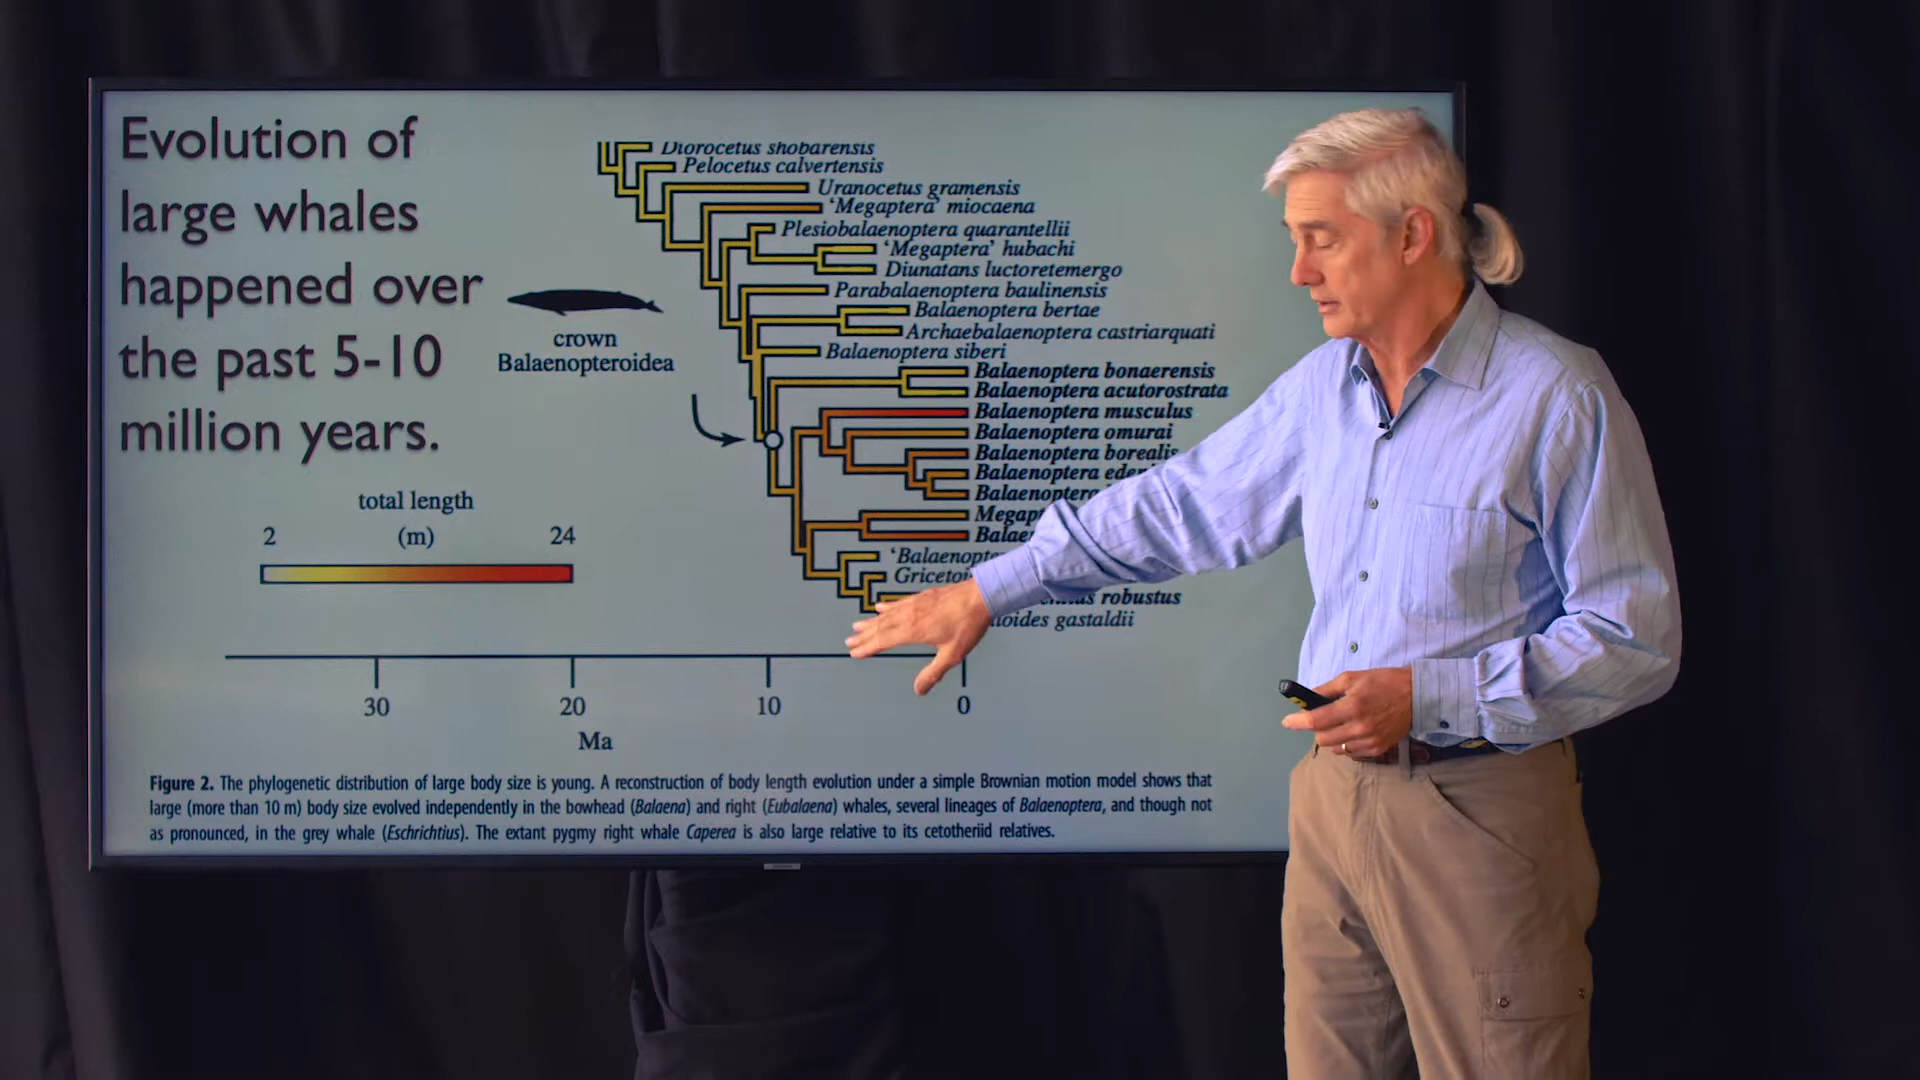 Evolution of
large whales
happened over
the past 5-10
million years.
Diorocetus shobarensis
Pelocetus calvertensis
Uranocetus gramensis
‘Megaptera’ miocaena
Plesiobalaenoptera quarantellii
‘Megaptera’ hubachi
Diunatans luctoretemergo
Parabalaenoptera baulinensis
Balaenoptera bertae
Archaebalaenoptera castriarquati
Balaenoptera siberi
Balaenoptera bonaerensis
Balaenoptera acutorostrata
Balaenoptera musculus
Balaenoptera omurai
Balaenoptera borealis
Balaenoptera
Balaenoptera
robustus
gastaldii
crown
Balaenopteroidea
total length
2 (m) 24
30 20 10 0
Ma
Figure 2. The phylogenetic distribution of large body size is young. A reconstruction of body length evolution under a simple Brownian motion model shows that
large (more than 10 m) body size evolved independently in the bowhead (Balaena) and right (Eubalaena) whales, several lineages of Balaenoptera, and though not
as pronounced, in the grey whale (Eschrichtius). The extant pygmy right whale Caperea is also large relative to its cetotheriid relatives.